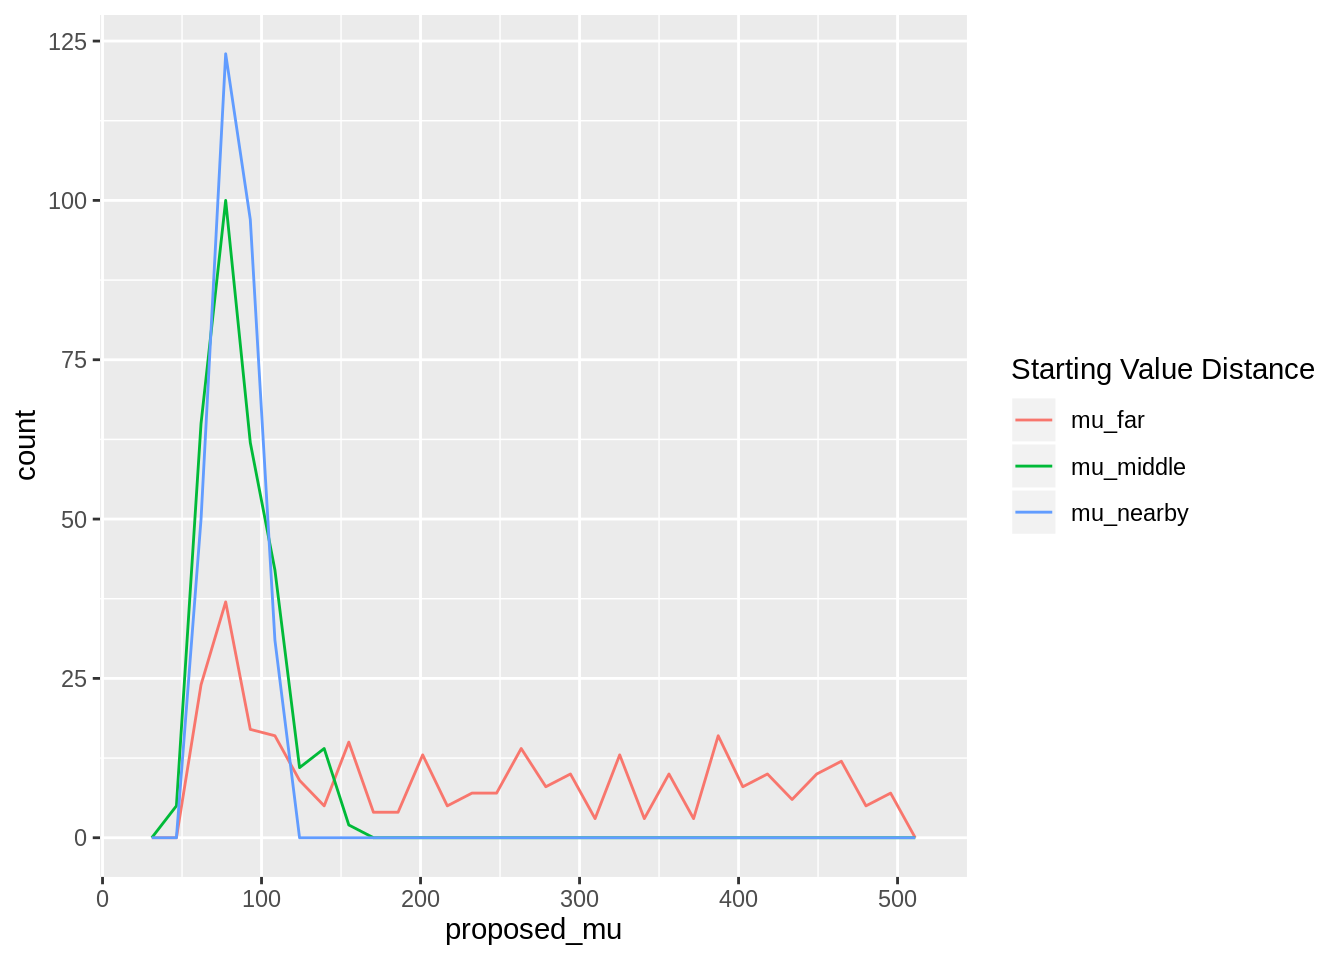 125
100
75
50
25
0
count
0 100 200 300 400 500
proposed_mu
Starting Value Distance
mu_far
mu_middle
mu_nearby